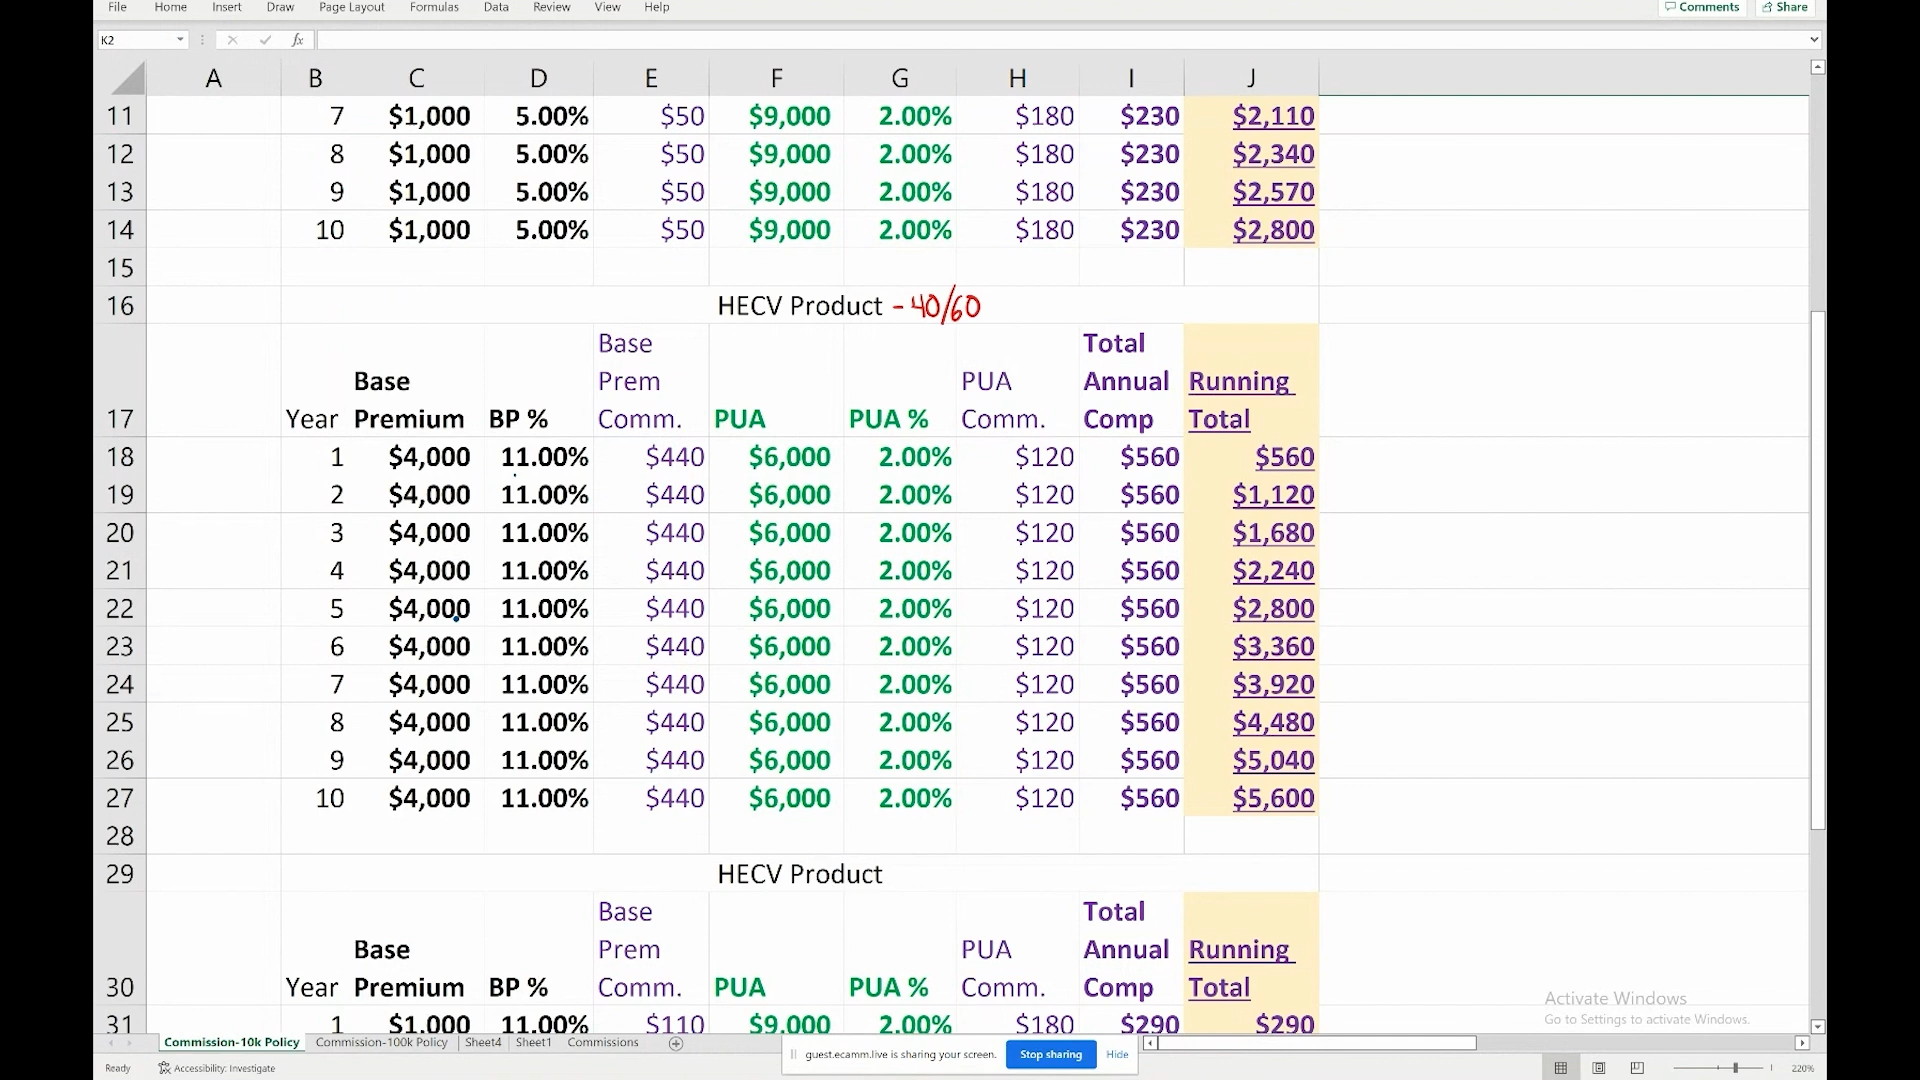 File Home Insert Draw Page Layout Formulas Data Review View Help Comments Share
K2 fx
A B C D E F G H I J
11 7 $1,000 5.00% $50 $9,000 2.00% $180 $230 $2,110
12 8 $1,000 5.00% $50 $9,000 2.00% $180 $230 $2,340
13 9 $1,000 5.00% $50 $9,000 2.00% $180 $230 $2,570
14 10 $1,000 5.00% $50 $9,000 2.00% $180 $230 $2,800
15
16 HECV Product - 40/60
Base Total
Base Prem PUA Annual Running
17 Year Premium BP % Comm. PUA PUA % Comm. Comp Total
18 1 $4,000 11.00% $440 $6,000 2.00% $120 $560 $560
19 2 $4,000 11.00% $440 $6,000 2.00% $120 $560 $1,120
20 3 $4,000 11.00% $440 $6,000 2.00% $120 $560 $1,680
21 4 $4,000 11.00% $440 $6,000 2.00% $120 $560 $2,240
22 5 $4,000 11.00% $440 $6,000 2.00% $120 $560 $2,800
23 6 $4,000 11.00% $440 $6,000 2.00% $120 $560 $3,360
24 7 $4,000 11.00% $440 $6,000 2.00% $120 $560 $3,920
25 8 $4,000 11.00% $440 $6,000 2.00% $120 $560 $4,480
26 9 $4,000 11.00% $440 $6,000 2.00% $120 $560 $5,040
27 10 $4,000 11.00% $440 $6,000 2.00% $120 $560 $5,600
28
29 HECV Product
Base Total
Base Prem PUA Annual Running
30 Year Premium BP % Comm. PUA PUA % Comm. Comp Total
31 1 $1,000 11.00% $110 $9,000 2.00% $180 $290 $290
Activate Windows
Go to Settings to activate Windows.
Commission-10k Policy Commission-100k Policy Sheet4 Sheet1 Commissions
guest.ecamm.live is sharing your screen. Stop sharing Hide
Ready Accessibility: Investigate 220%